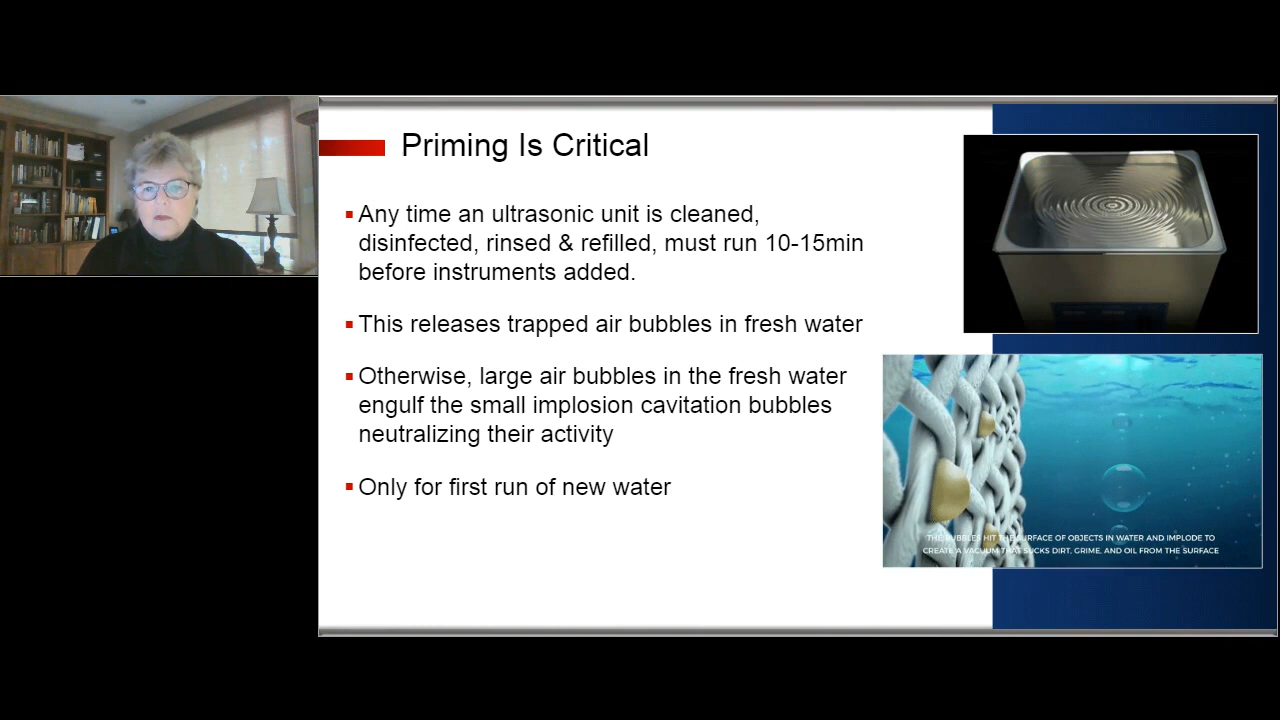 Priming Is Critical
▪ Any time an ultrasonic unit is cleaned,
disinfected, rinsed & refilled, must run 10-15min
before instruments added.
▪ This releases trapped air bubbles in fresh water
▪ Otherwise, large air bubbles in the fresh water
engulf the small implosion cavitation bubbles
neutralizing their activity
▪ Only for first run of new water
THE BUBBLES HIT THE SURFACE OF OBJECTS IN WATER AND IMPLODE TO
CREATE A VACUUM THAT SUCKS DIRT, GRIME, AND OIL FROM THE SURFACE